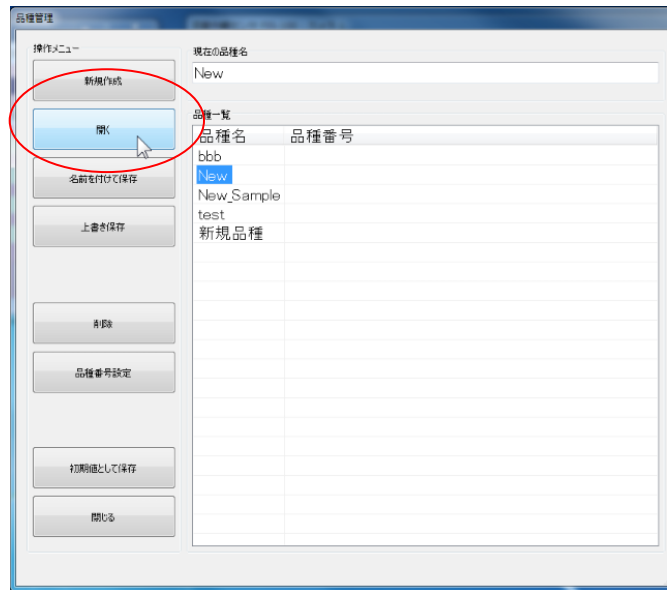 品種管理
操作メニュー
新規作成
開く
名前を付けて保存
上書き保存
削除
品種番号設定
初期値として保存
閉じる
現在の品種名
New
品種一覧
品種名 品種番号
bbb
New
New_Sample
test
新規品種